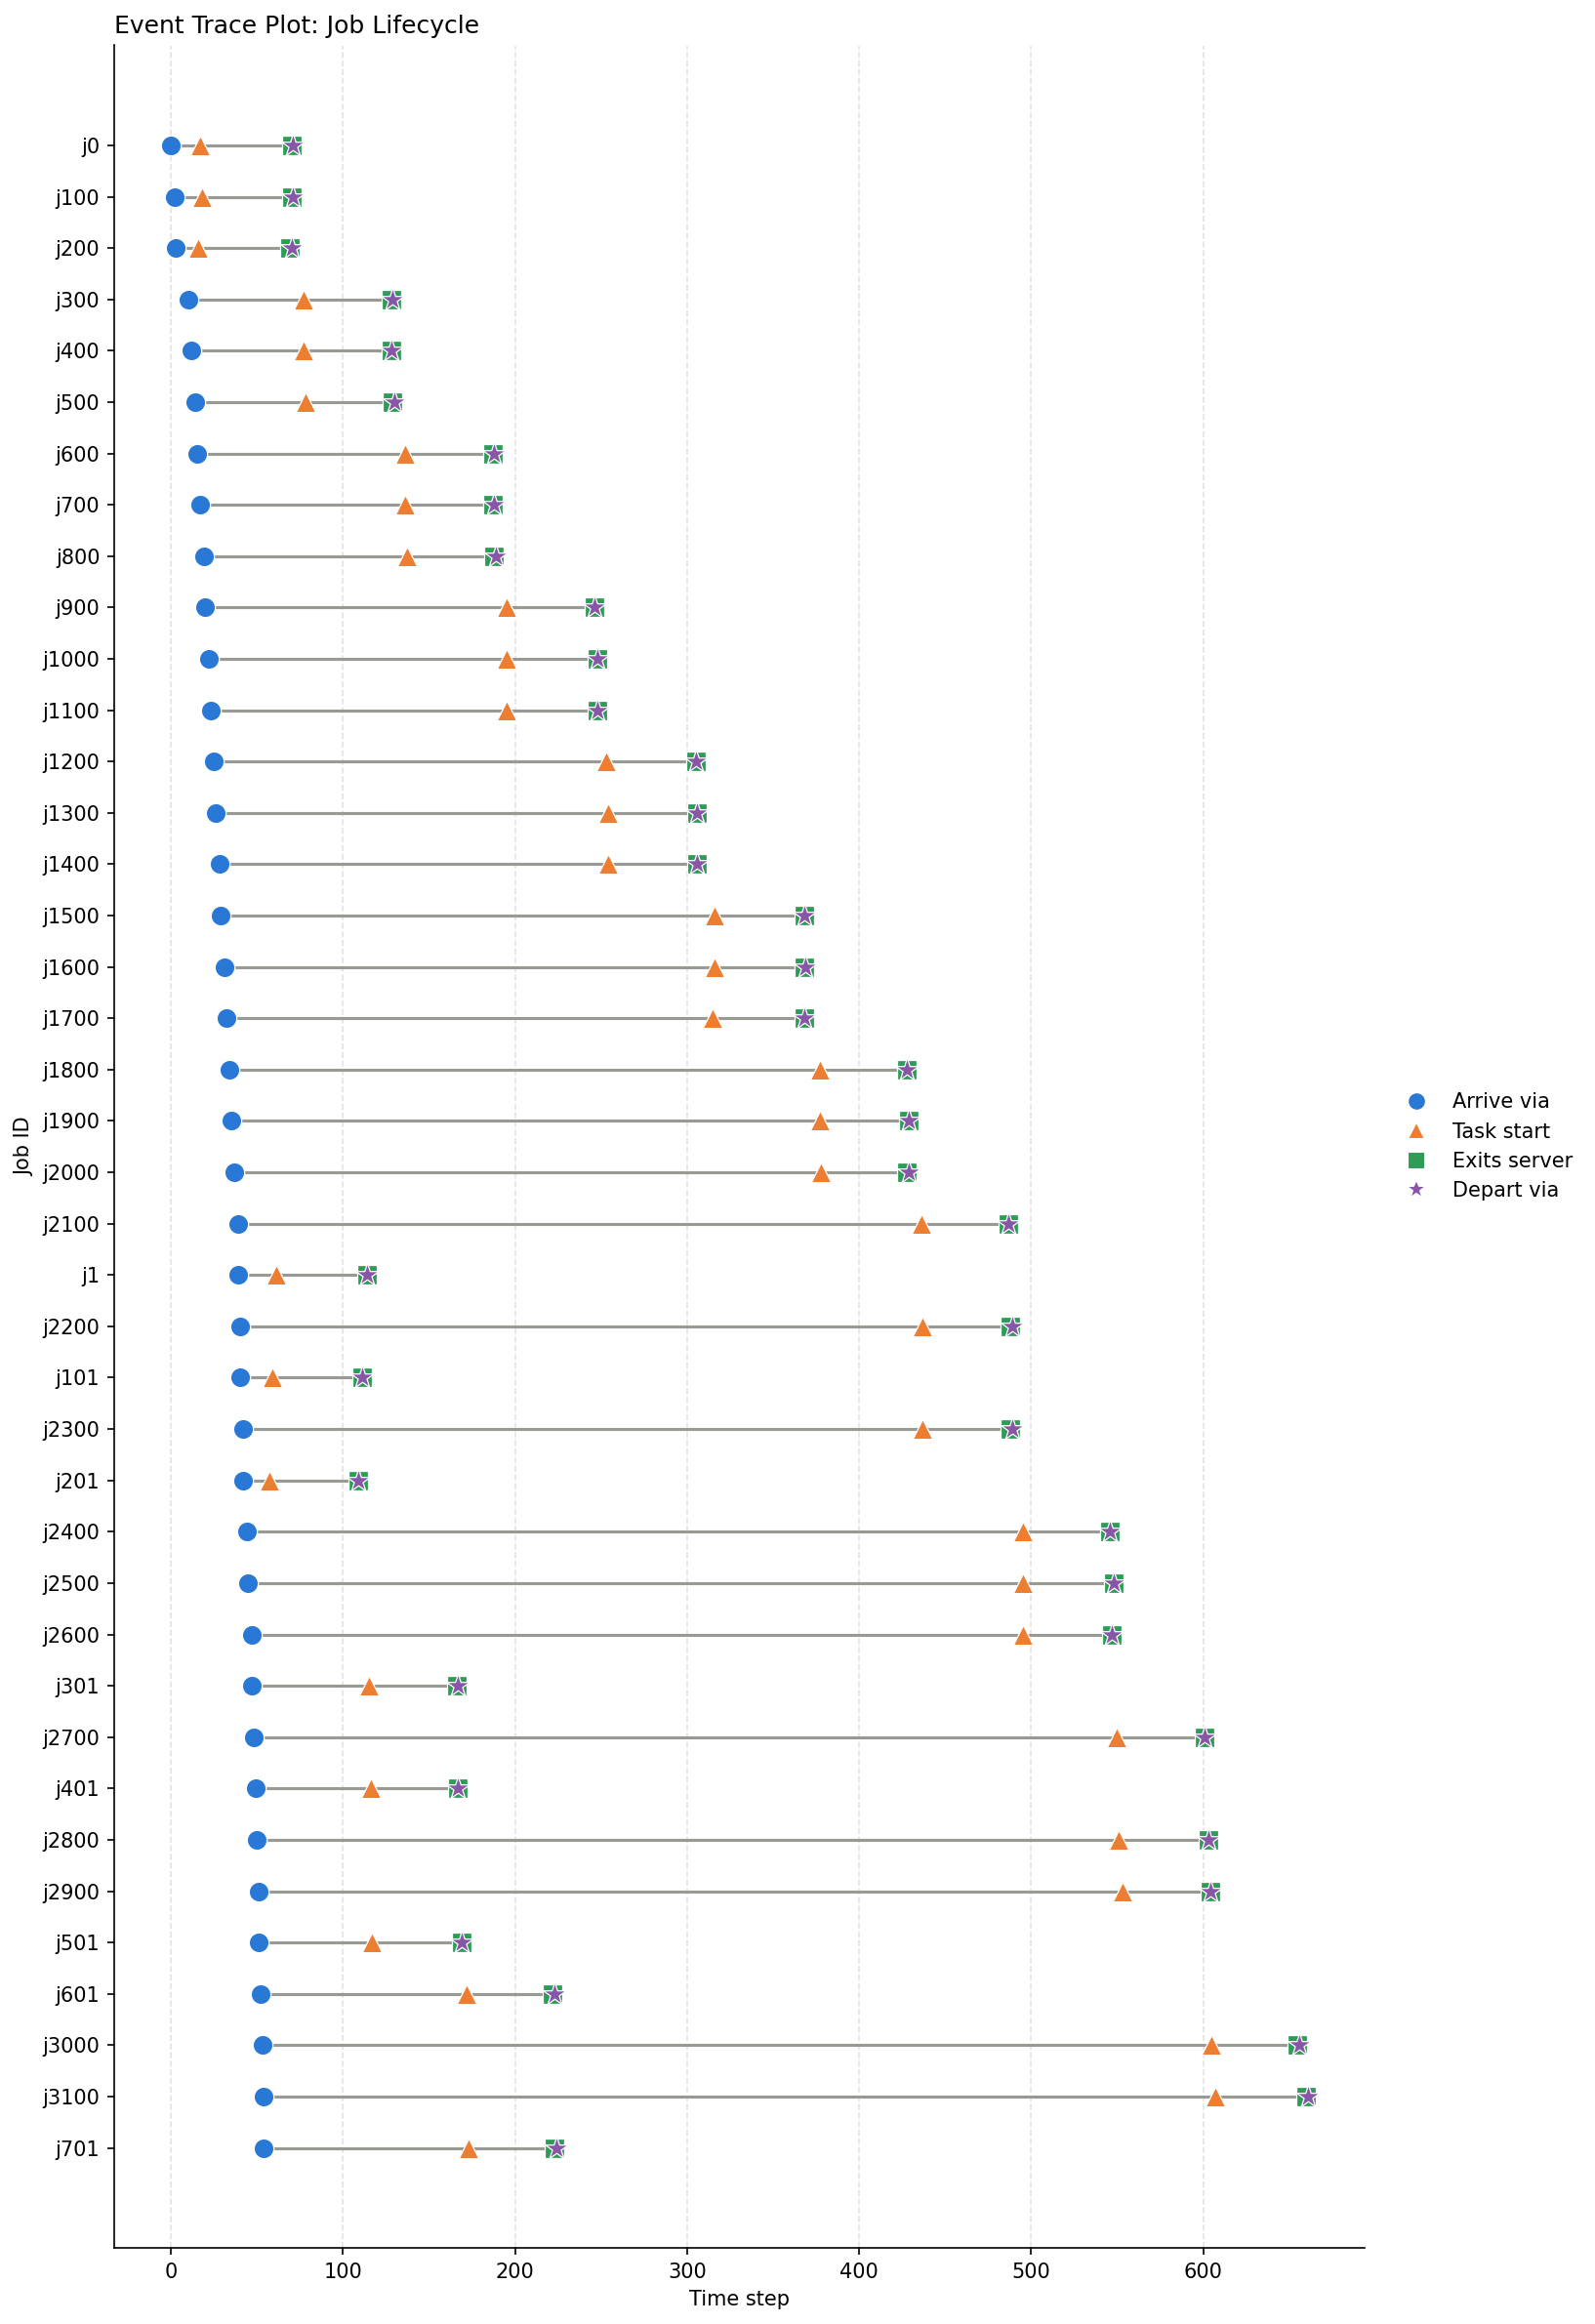 Event Trace Plot: Job Lifecycle
j0
j100
j200
j300
j400
j500
j600
j700
j800
j900
j1000
j1100
j1200
j1300
j1400
j1500
j1600
j1700
j1800
j1900
j2000
j2100
j1
j2200
j101
j2300
j201
j2400
j2500
j2600
j301
j2700
j401
j2800
j2900
j501
j601
j3000
j3100
j701
Job ID
0 100 200 300 400 500 600
Time step
Arrive via
Task start
Exits server
Depart via